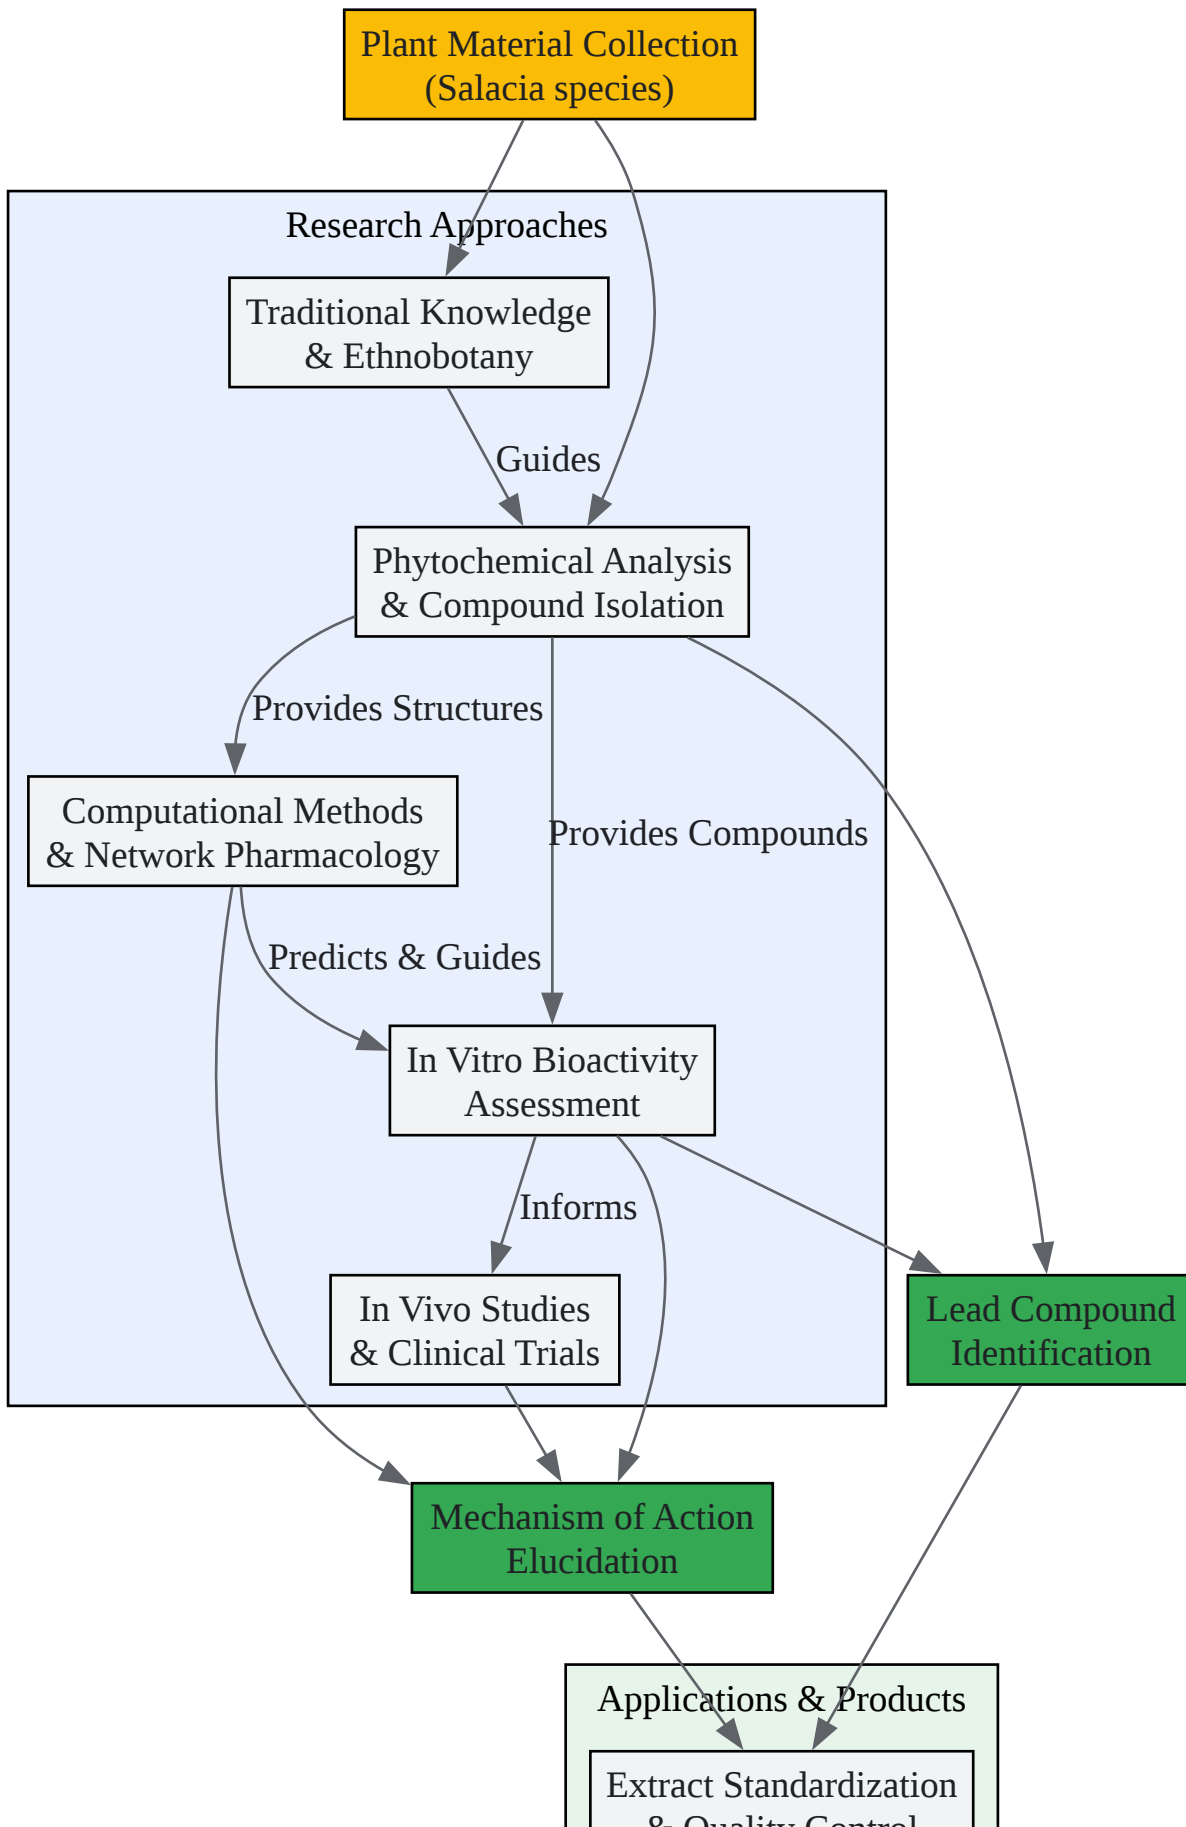 Plant Material Collection
(Salacia species)
Research Approaches
Traditional Knowledge
& Ethnobotany
Guides
Phytochemical Analysis
& Compound Isolation
Provides Structures
Computational Methods
& Network Pharmacology
Provides Compounds
Predicts & Guides
In Vitro Bioactivity
Assessment
Informs
In Vivo Studies
& Clinical Trials
Lead Compound
Identification
Mechanism of Action
Elucidation
Applications & Products
Extract Standardization
& Quality Control